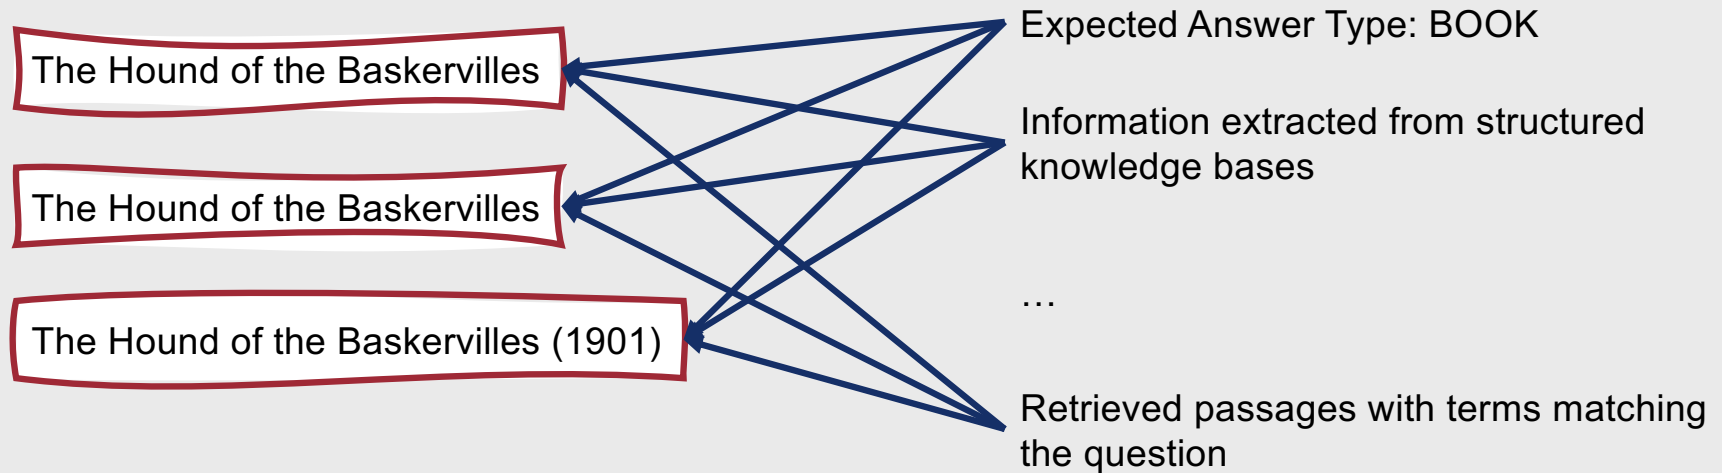 The Hound of the Baskervilles
The Hound of the Baskervilles
The Hound of the Baskervilles (1901)
Expected Answer Type: BOOK
Information extracted from structured
knowledge bases
…
Retrieved passages with terms matching
the question